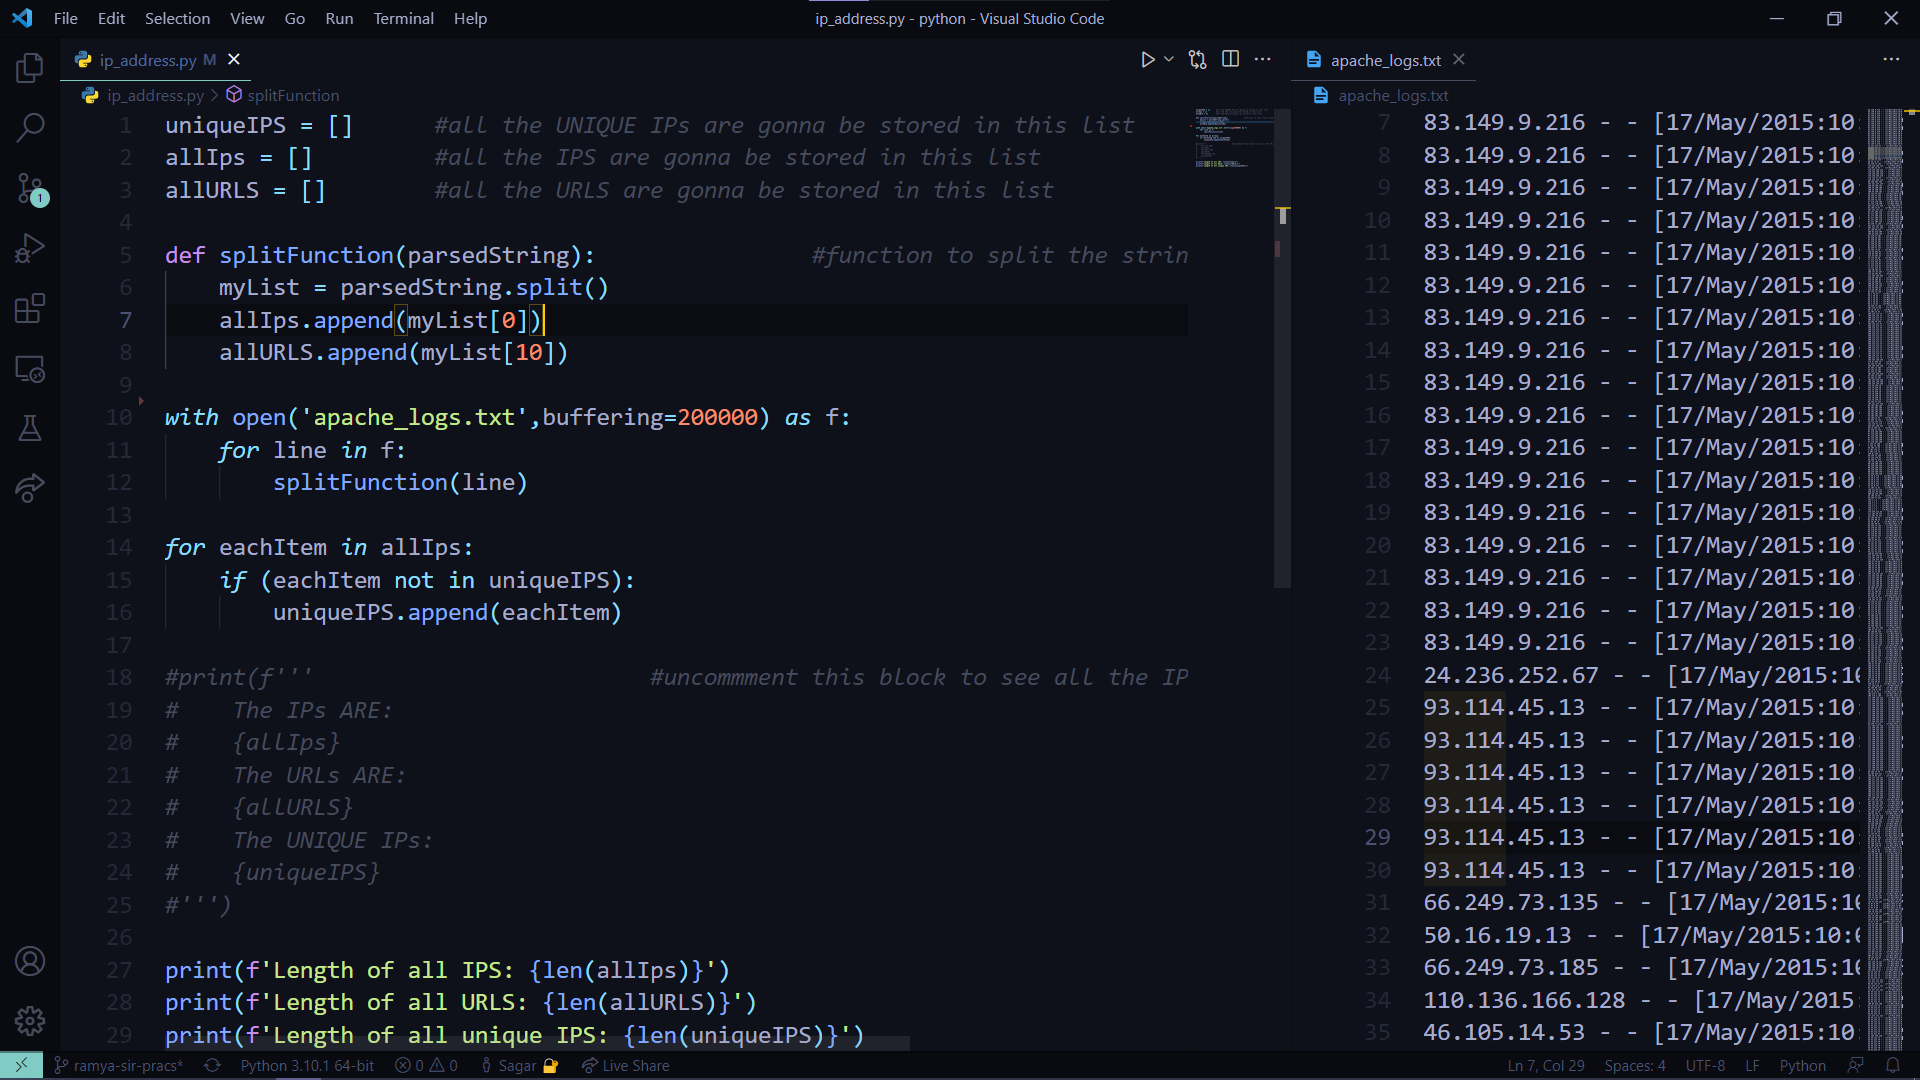 File Edit Selection View Go Run Terminal Help
ip_address.py - python - Visual Studio Code
ip_address.py M
ip_address.py > splitFunction
1 uniqueIPS = [] #all the UNIQUE IPs are gonna be stored in this list
2 allIps = [] #all the IPS are gonna be stored in this list
3 allURLS = [] #all the URLS are gonna be stored in this list
4
5 def splitFunction(parsedString): #function to split the strin
6 myList = parsedString.split()
7 allIps.append(myList[0])
8 allURLS.append(myList[10])
9
10 with open('apache_logs.txt',buffering=200000) as f:
11 for line in f:
12 splitFunction(line)
13
14 for eachItem in allIps:
15 if (eachItem not in uniqueIPS):
16 uniqueIPS.append(eachItem)
17
18 #print(f''' #uncommment this block to see all the IP
19 # The IPs ARE:
20 # {allIps}
21 # The URLs ARE:
22 # {allURLS}
23 # The UNIQUE IPs:
24 # {uniqueIPS}
25 #''')
26
27 print(f'Length of all IPS: {len(allIps)}')
28 print(f'Length of all URLS: {len(allURLS)}')
29 print(f'Length of all unique IPS: {len(uniqueIPS)}')
apache_logs.txt
apache_logs.txt
7 83.149.9.216 - - [17/May/2015:10:
8 83.149.9.216 - - [17/May/2015:10:
9 83.149.9.216 - - [17/May/2015:10:
10 83.149.9.216 - - [17/May/2015:10:
11 83.149.9.216 - - [17/May/2015:10:
12 83.149.9.216 - - [17/May/2015:10:
13 83.149.9.216 - - [17/May/2015:10:
14 83.149.9.216 - - [17/May/2015:10:
15 83.149.9.216 - - [17/May/2015:10:
16 83.149.9.216 - - [17/May/2015:10:
17 83.149.9.216 - - [17/May/2015:10:
18 83.149.9.216 - - [17/May/2015:10:
19 83.149.9.216 - - [17/May/2015:10:
20 83.149.9.216 - - [17/May/2015:10:
21 83.149.9.216 - - [17/May/2015:10:
22 83.149.9.216 - - [17/May/2015:10:
23 83.149.9.216 - - [17/May/2015:10:
24 24.236.252.67 - - [17/May/2015:10
25 93.114.45.13 - - [17/May/2015:10:
26 93.114.45.13 - - [17/May/2015:10:
27 93.114.45.13 - - [17/May/2015:10:
28 93.114.45.13 - - [17/May/2015:10:
29 93.114.45.13 - - [17/May/2015:10:
30 93.114.45.13 - - [17/May/2015:10:
31 66.249.73.135 - - [17/May/2015:10
32 50.16.19.13 - - [17/May/2015:10:0
33 66.249.73.185 - - [17/May/2015:10
34 110.136.166.128 - - [17/May/2015:
35 46.105.14.53 - - [17/May/2015:10:
1
ramya-sir-pracs* Python 3.10.1 64-bit 0 0 Sagar Live Share Ln 7, Col 29 Spaces: 4 UTF-8 LF Python